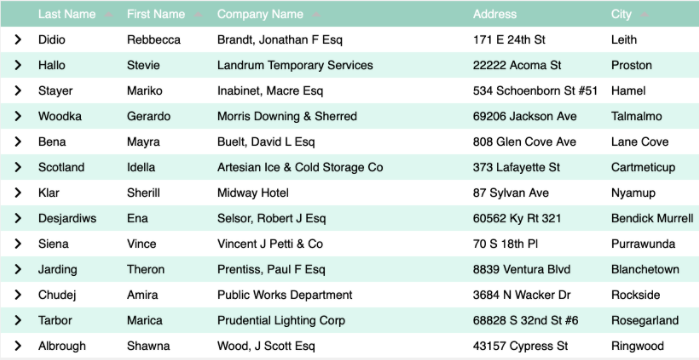 Last Name First Name Company Name Address City
Didio Rebbecca Brandt, Jonathan F Esq 171 E 24th St Leith
Hallo Stevie Landrum Temporary Services 22222 Acoma St Proston
Stayer Mariko Inabinet, Macre Esq 534 Schoenborn St #51 Hamel
Woodka Gerardo Morris Downing & Sherred 69206 Jackson Ave Talmalmo
Bena Mayra Buelt, David L Esq 808 Glen Cove Ave Lane Cove
Scotland Idella Artesian Ice & Cold Storage Co 373 Lafayette St Cartmeticup
Klar Sherill Midway Hotel 87 Sylvan Ave Nyamup
Desjardiws Ena Selsor, Robert J Esq 60562 Ky Rt 321 Bendick Murrell
Siena Vince Vincent J Petti & Co 70 S 18th Pl Purrawunda
Jarding Theron Prentiss, Paul F Esq 8839 Ventura Blvd Blanchetown
Chudej Amira Public Works Department 3684 N Wacker Dr Rockside
Tarbor Marica Prudential Lighting Corp 68828 S 32nd St #6 Rosegarland
Albrough Shawna Wood, J Scott Esq 43157 Cypress St Ringwood